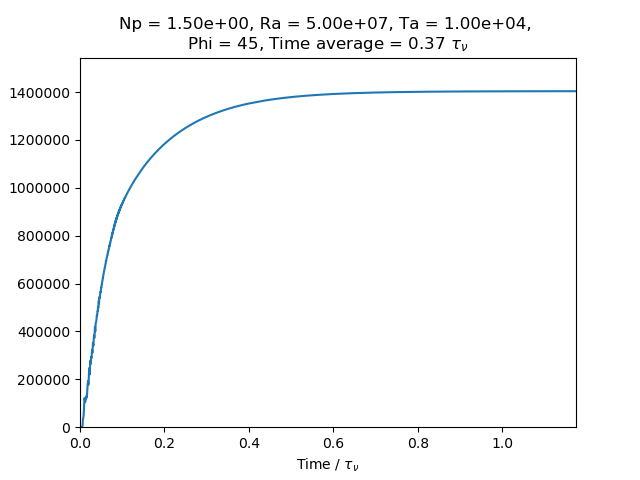 Np = 1.50e+00, Ra = 5.00e+07, Ta = 1.00e+04,
Phi = 45, Time average = 0.37 τν
1400000
1200000
1000000
800000
600000
400000
200000
0
0.0 0.2 0.4 0.6 0.8 1.0
Time / τν